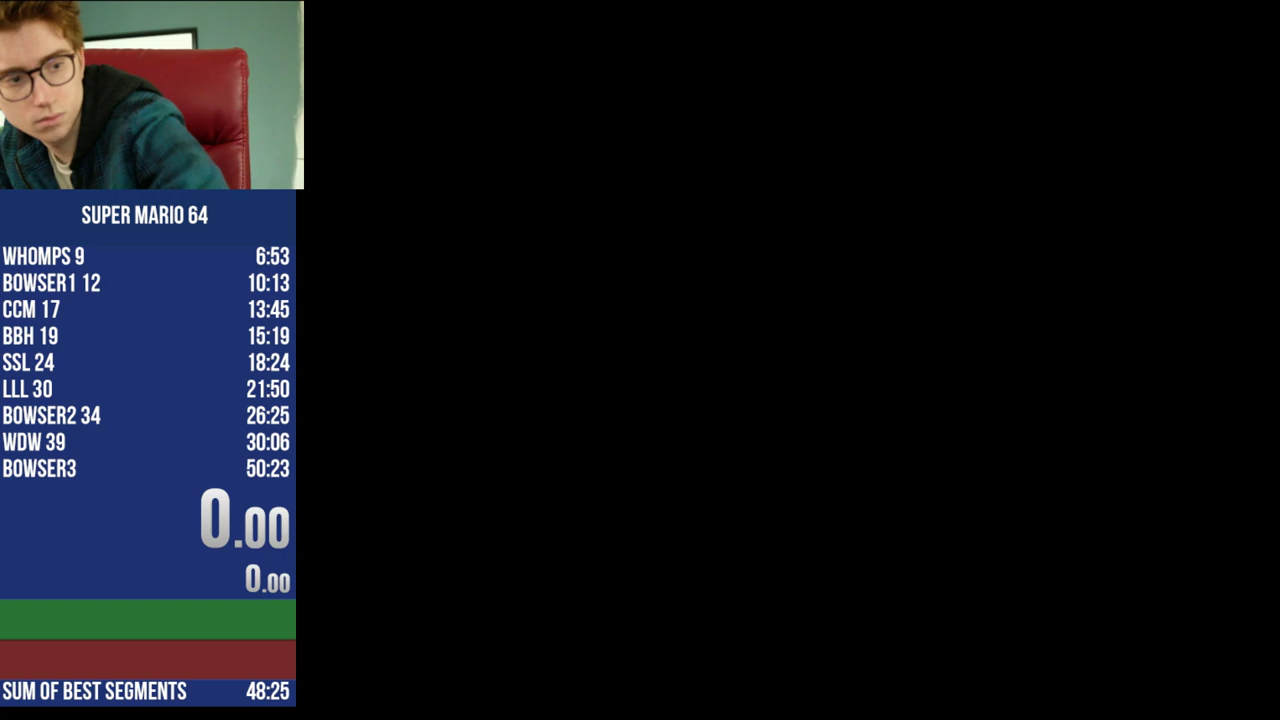 SUPER MARIO 64
WHOMPS 9 6:53
BOWSER1 12 10:13
CCM 17 13:45
BBH 19 15:19
SSL 24 18:24
LLL 30 21:50
BOWSER2 34 26:25
WDW 39 30:06
BOWSER3 50:23
0.00
0.00
SUM OF BEST SEGMENTS 48:25